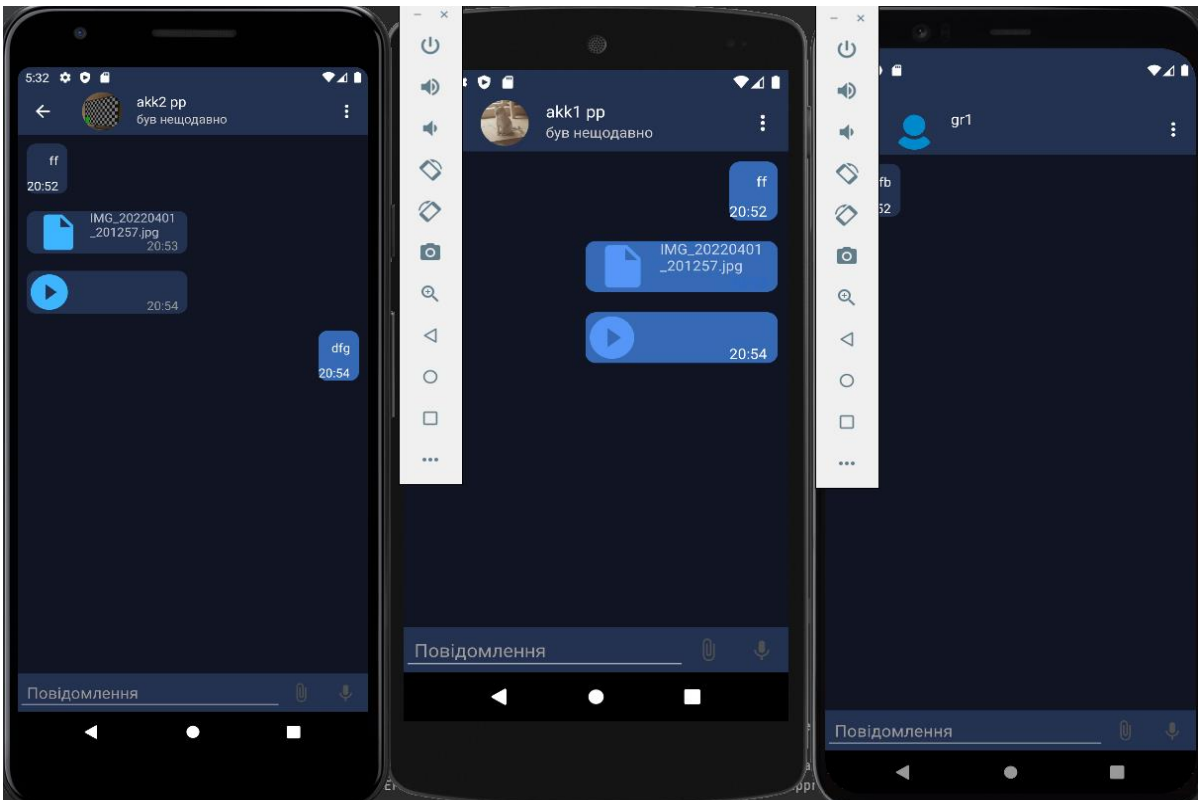 5:32
akk2 pp
був нещодавно
ff
20:52
IMG_20220401
_201257.jpg
20:53
20:54
dfg
20:54
Повідомлення
akk1 pp
був нещодавно
ff
20:52
IMG_20220401
_201257.jpg
20:54
Повідомлення
gr1
fb
52
Повідомлення